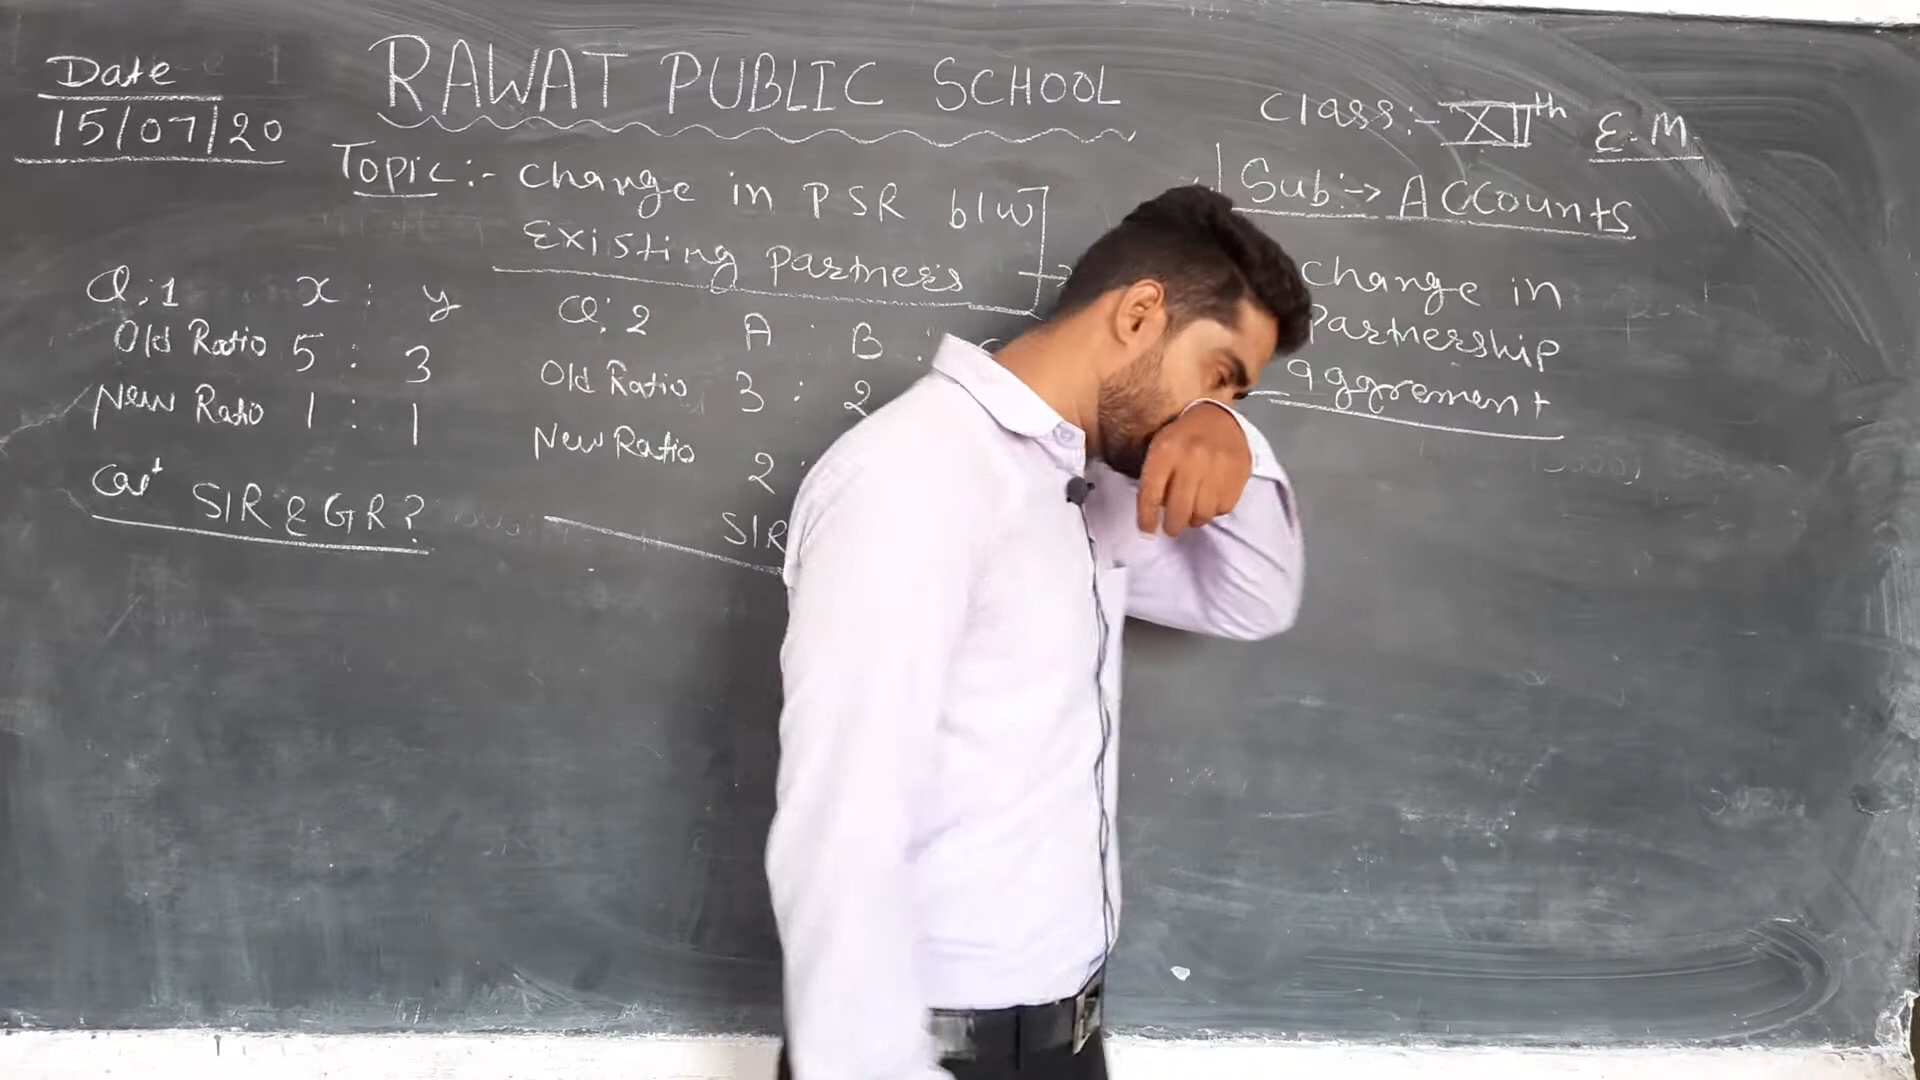 Date
15/07/20
RAWAT PUBLIC SCHOOL
Class:- XIIth E.M.
Sub:-> Accounts
Topic:- change in PSR b/w
Existing Partners
change in
Partnership
aggrement
Q.1 x : y
Old Ratio 5 : 3
New Ratio 1 : 1
Cal SIR & GR?
Q.2 A : B :
Old Ratio 3 : 2
New Ratio 2 :
SIR